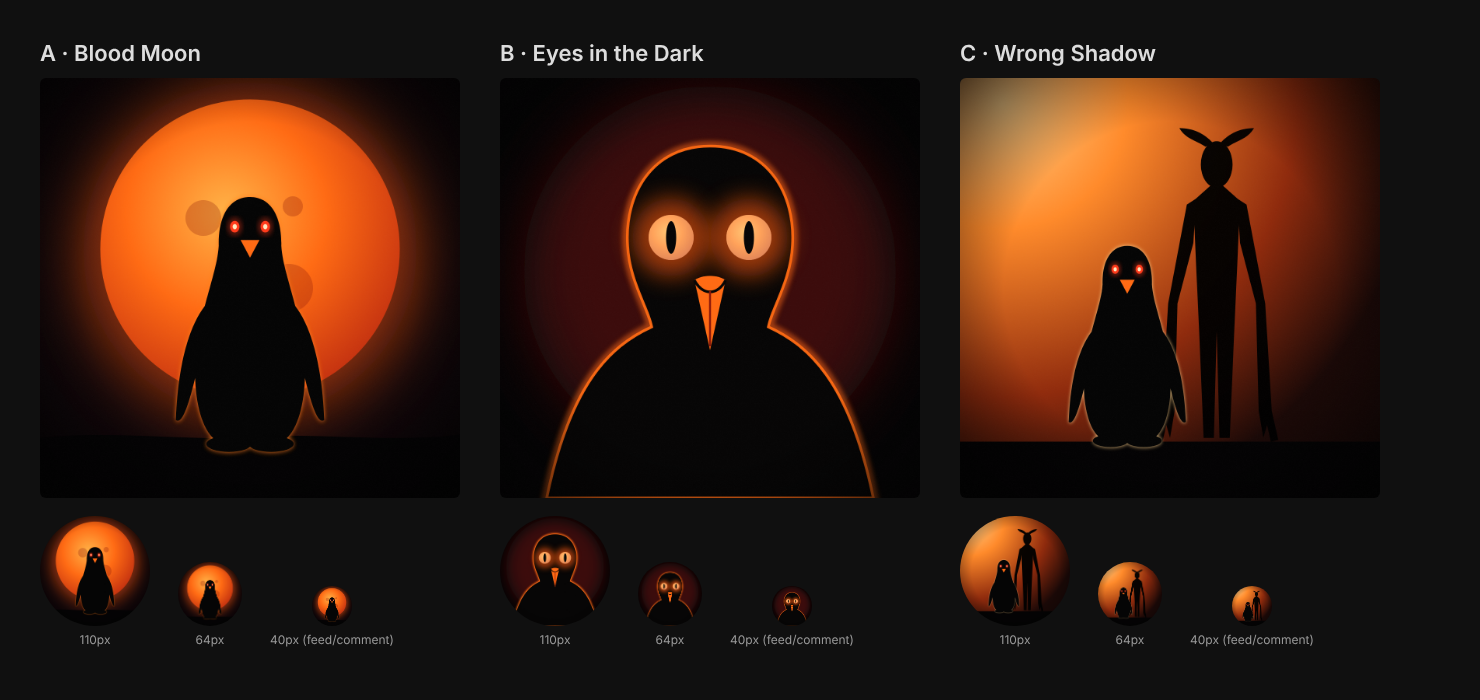 A · Blood Moon
B · Eyes in the Dark
C · Wrong Shadow
110px
64px
40px (feed/comment)
110px
64px
40px (feed/comment)
110px
64px
40px (feed/comment)